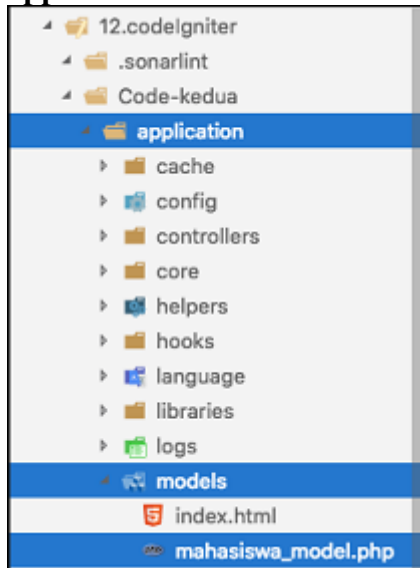 12.codeIgniter
.sonarlint
Code-kedua
application
cache
config
controllers
core
helpers
hooks
language
libraries
logs
models
index.html
mahasiswa_model.php